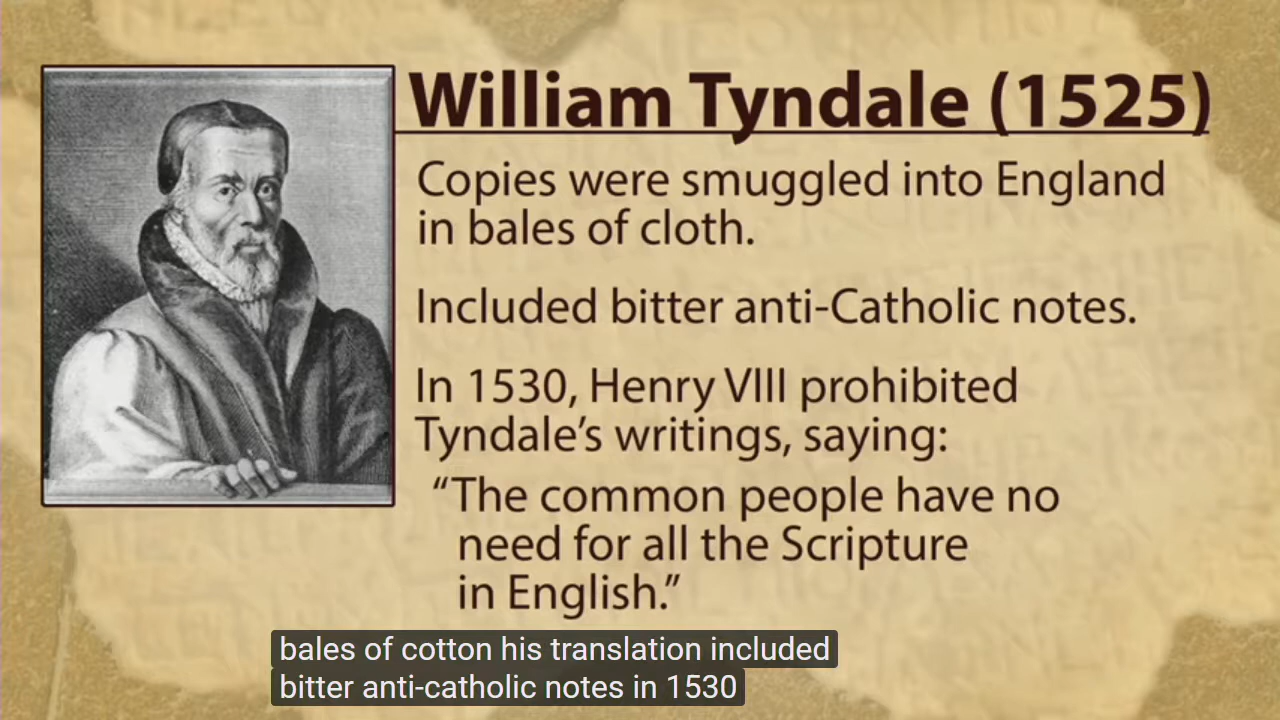 William Tyndale (1525)
Copies were smuggled into England
in bales of cloth.
Included bitter anti-Catholic notes.
In 1530, Henry VIII prohibited
Tyndale’s writings, saying:
“The common people have no
need for all the Scripture
in English.”
bales of cotton his translation included
bitter anti-catholic notes in 1530